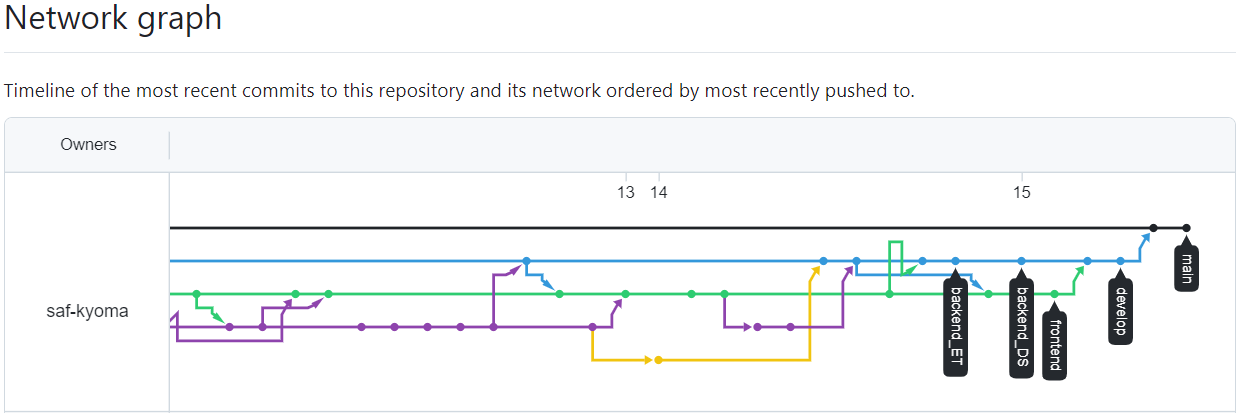 Network graph
Timeline of the most recent commits to this repository and its network ordered by most recently pushed to.
Owners
13 14 15
saf-kyoma
main
backend_ET
backend_DS
develop
frontend